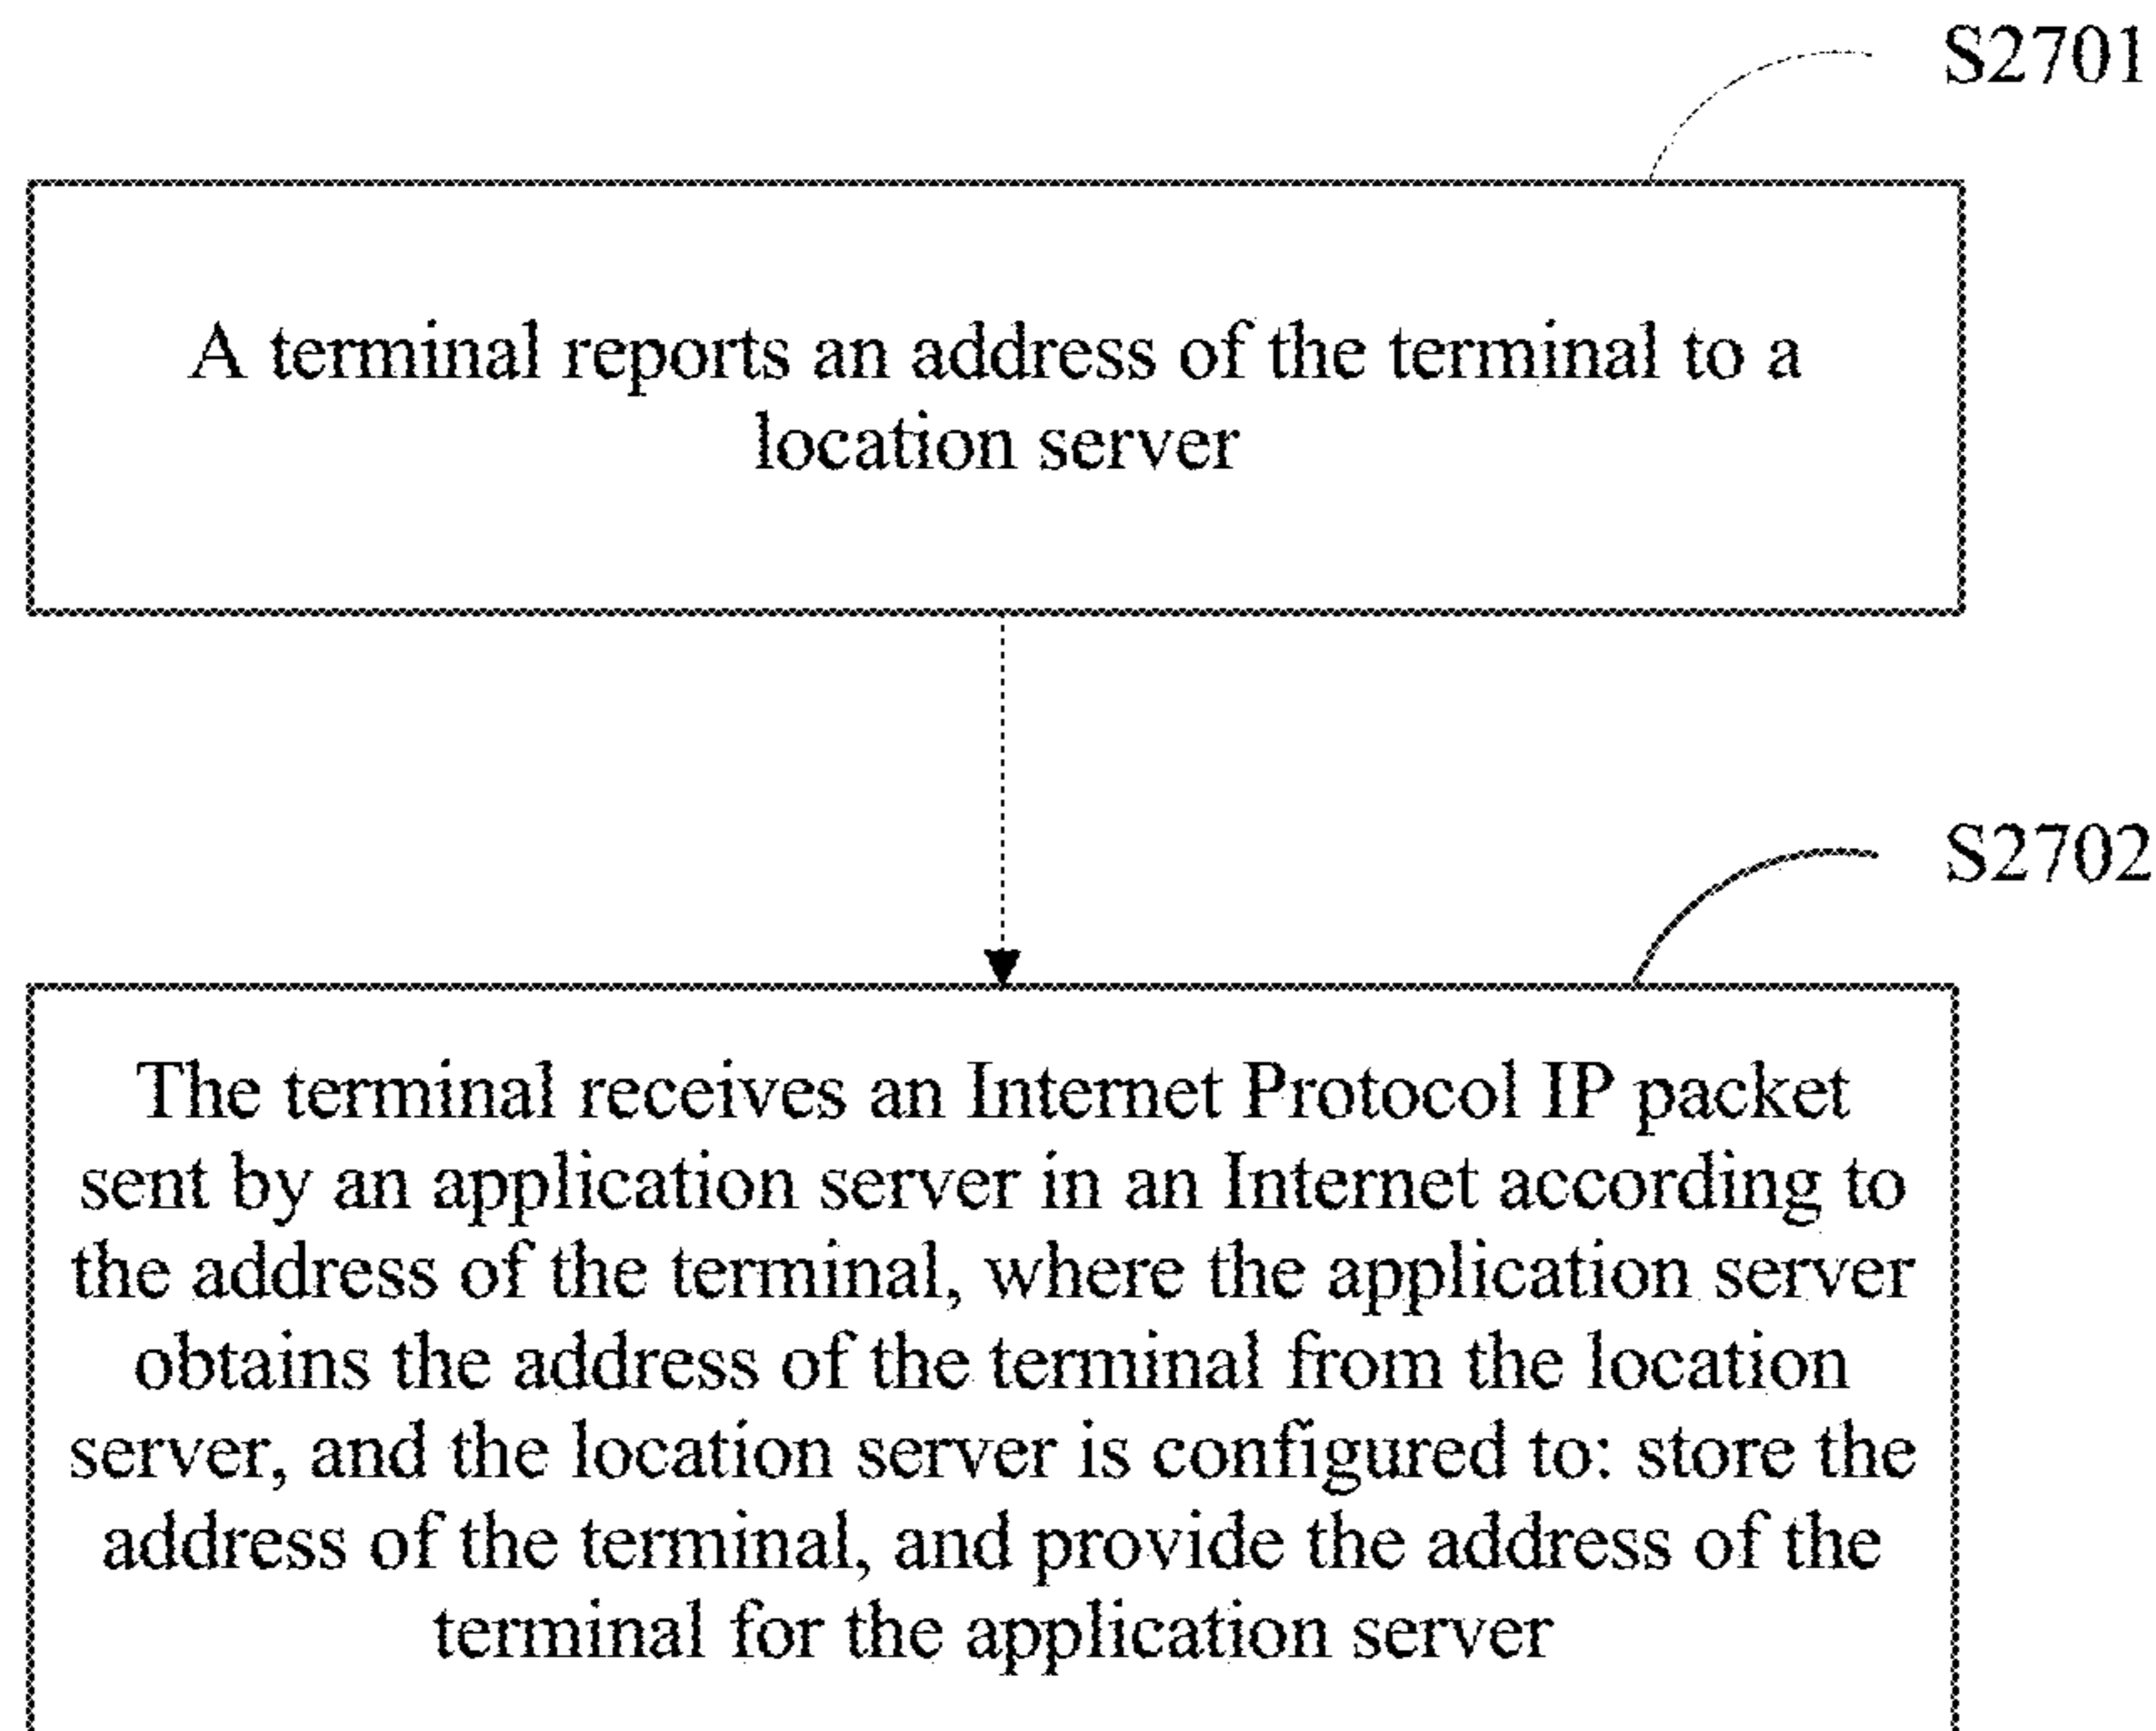 S2701
A terminal reports an address of the terminal to a
location server
S2702
The terminal receives an Internet Protocol IP packet
sent by an application server in an Internet according to
the address of the terminal, where the application server
obtains the address of the terminal from the location
server, and the location server is configured to: store the
address of the terminal, and provide the address of the
terminal for the application server